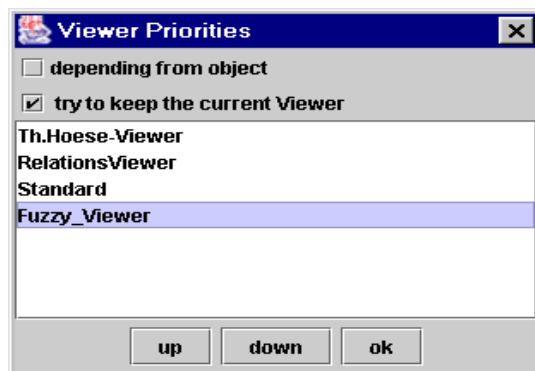 Viewer Priorities
depending from object
try to keep the current Viewer
Th.Hoese-Viewer
RelationsViewer
Standard
Fuzzy_Viewer
up down ok